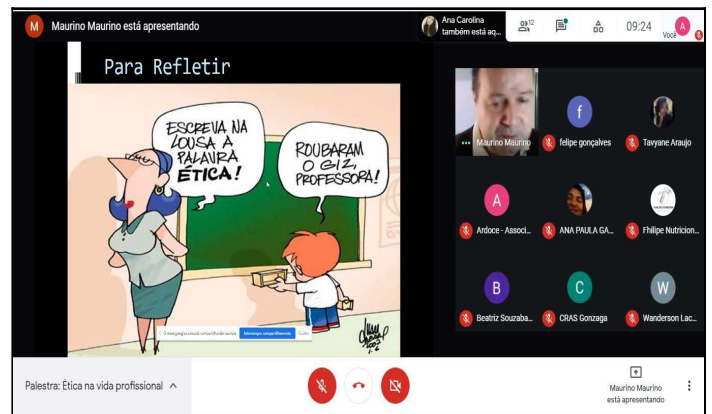 M Maurino Maurino está apresentando
Ana Carolina
também está aq...
12
09:24
Você
A
Para Refletir
ESCREVA NA
LOUSA A
PALAVRA
ÉTICA!
ROUBARAM
O GIZ,
PROFESSORA!
Maurino Maurino
f
felipe gonçalves
Tavyane Araujo
A
Ardoce - Associ...
ANA PAULA GA...
Fhilipe Nutricion...
B
Beatriz Souzaba...
C
CRAS Gonzaga
W
Wanderson Lac...
Palestra: Ética na vida profissional
Maurino Maurino
está apresentando